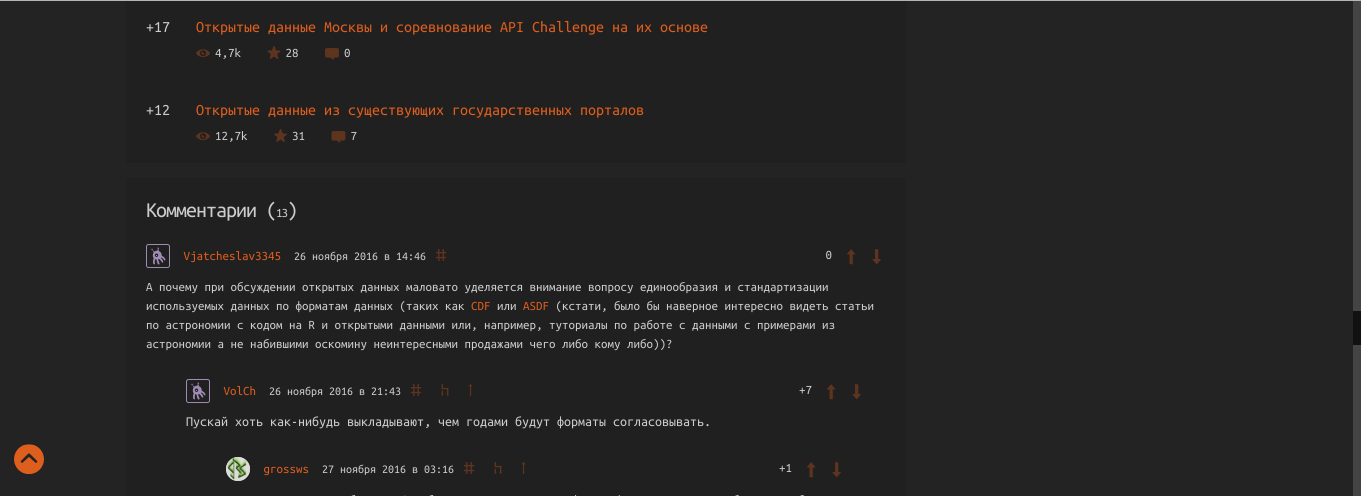 +17 Открытые данные Москвы и соревнование API Challenge на их основе
4,7k 28 0
+12 Открытые данные из существующих государственных порталов
12,7k 31 7
Комментарии (13)
Vjatcheslav3345 26 ноября 2016 в 14:46 # 0
А почему при обсуждении открытых данных маловато уделяется внимание вопросу единообразия и стандартизации
используемых данных по форматам данных (таких как CDF или ASDF (кстати, было бы наверное интересно видеть статьи
по астрономии с кодом на R и открытыми данными или, например, туториалы по работе с данными с примерами из
астрономии а не набившими оскомину неинтересными продажами чего либо кому либо))?
VolCh 26 ноября 2016 в 21:43 # h ↑ +7
Пускай хоть как-нибудь выкладывают, чем годами будут форматы согласовывать.
grossws 27 ноября 2016 в 03:16 # h ↑ +1